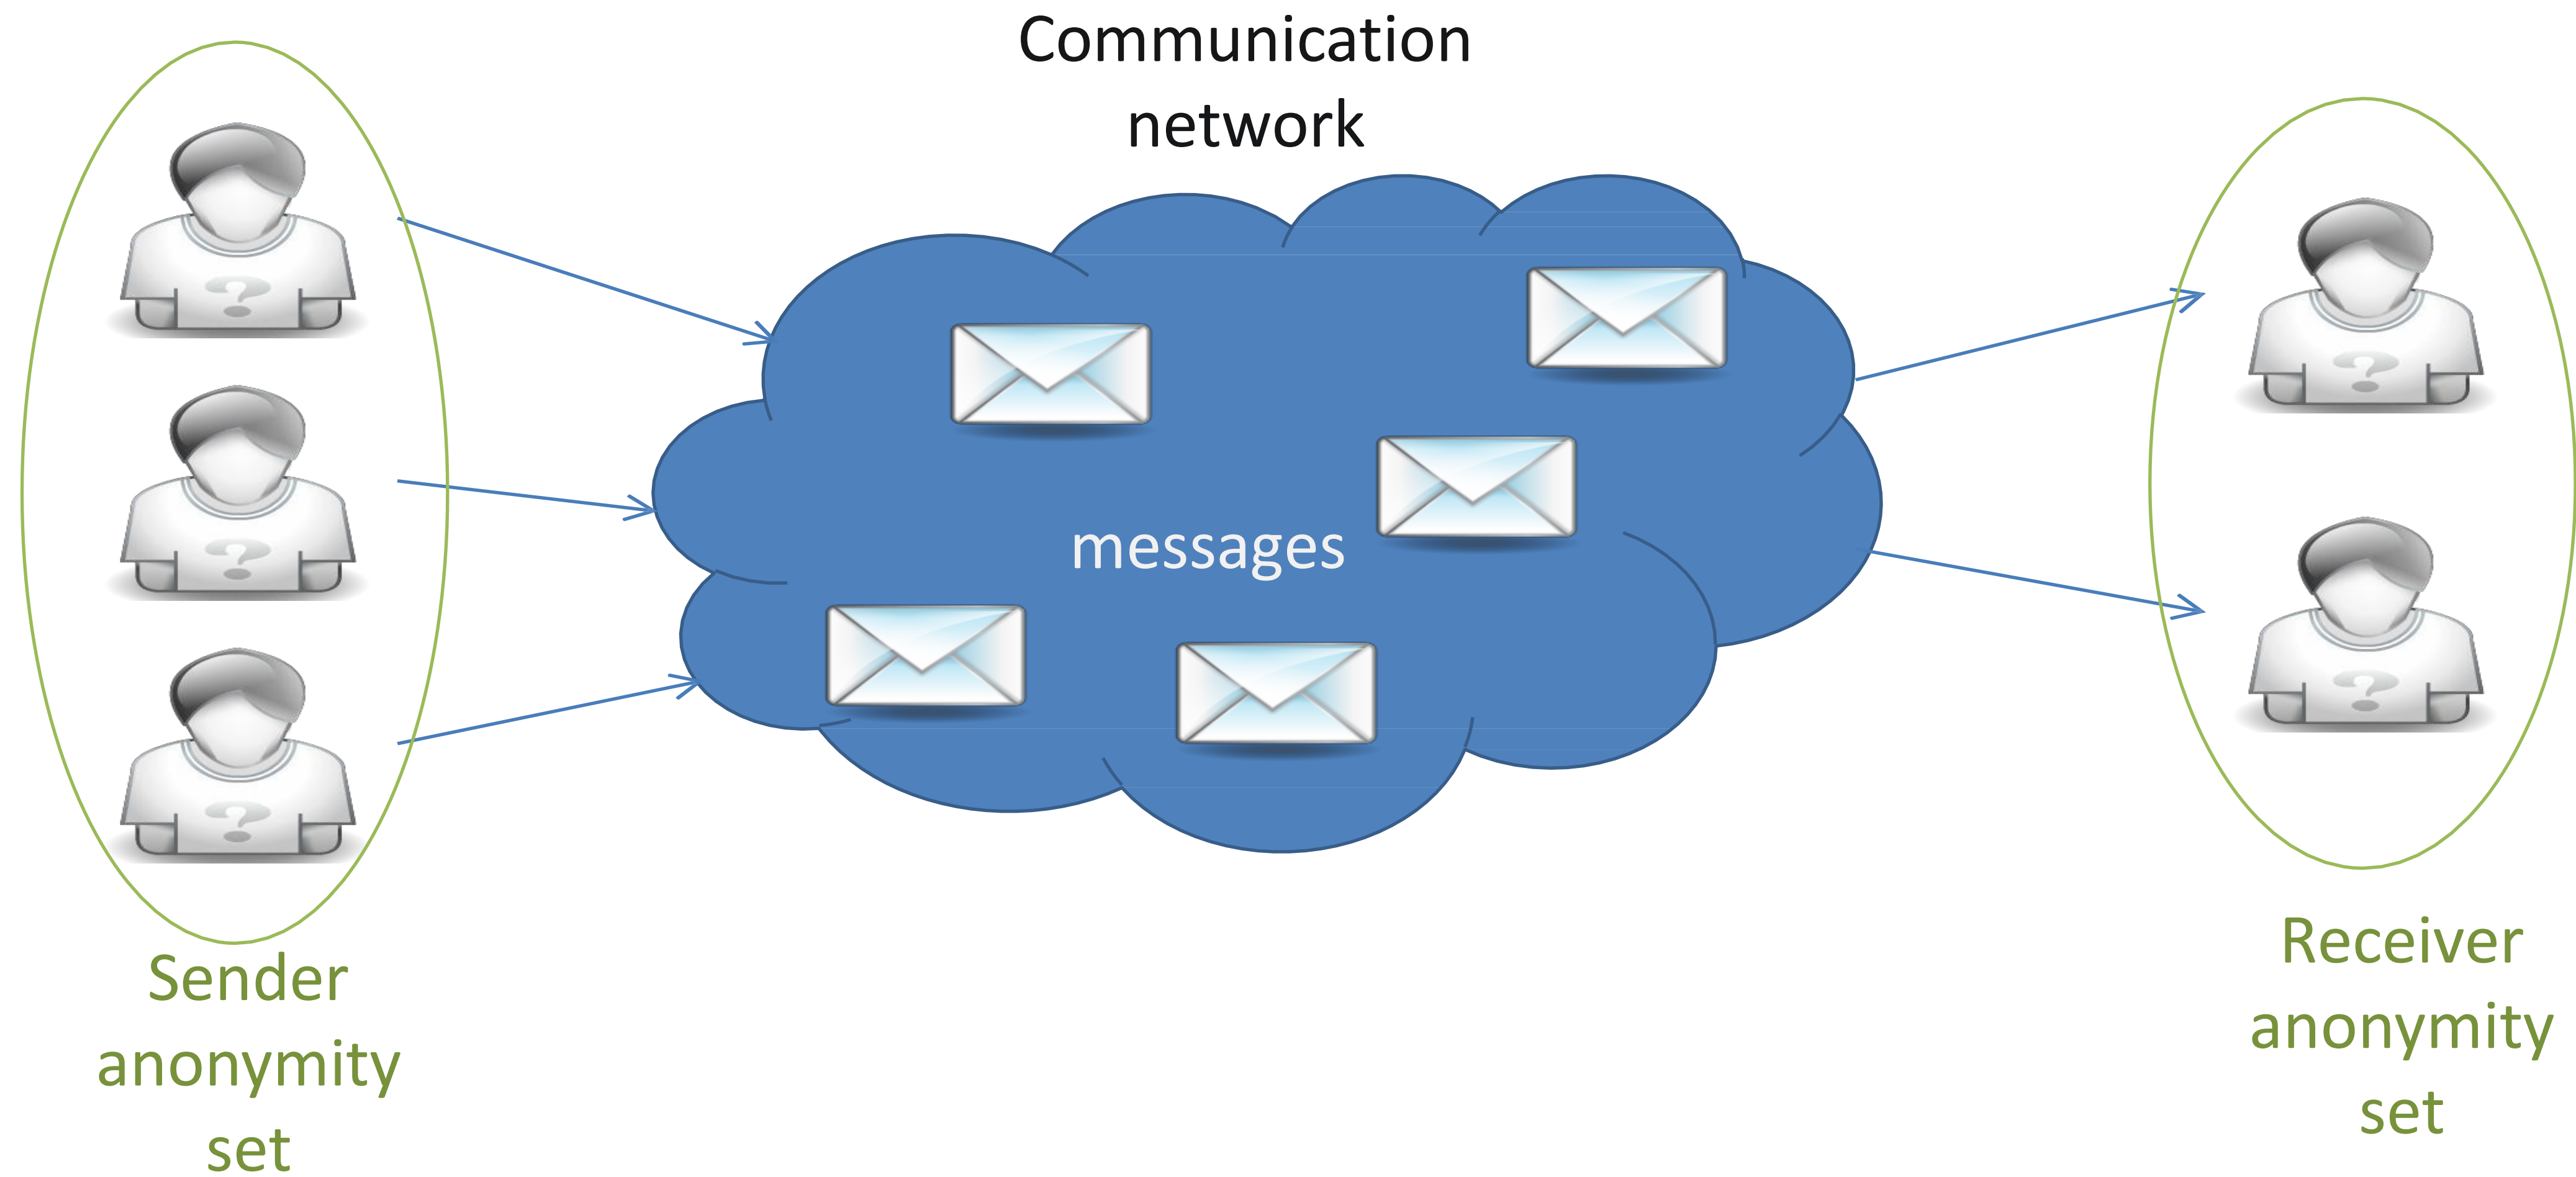 Communication
network
messages
Sender
anonymity
set
Receiver
anonymity
set
?
?
?
?
?